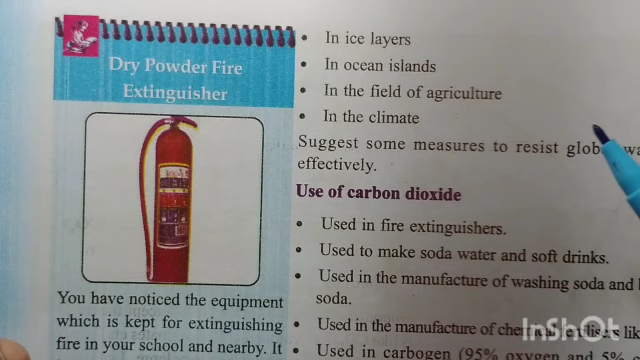 Dry Powder Fire
Extinguisher
You have noticed the equipment
which is kept for extinguishing
fire in your school and nearby. It
In ice layers
In ocean islands
In the field of agriculture
In the climate
Suggest some measures to resist
effectively.
Use of carbon dioxide
Used in fire extinguishers.
Used to make soda water and soft drinks.
Used in the manufacture of washing soda and
soda.
Used in the manufacture of chemical fertilisers
Used in carbogen (95% oxygen and 5%
InShot